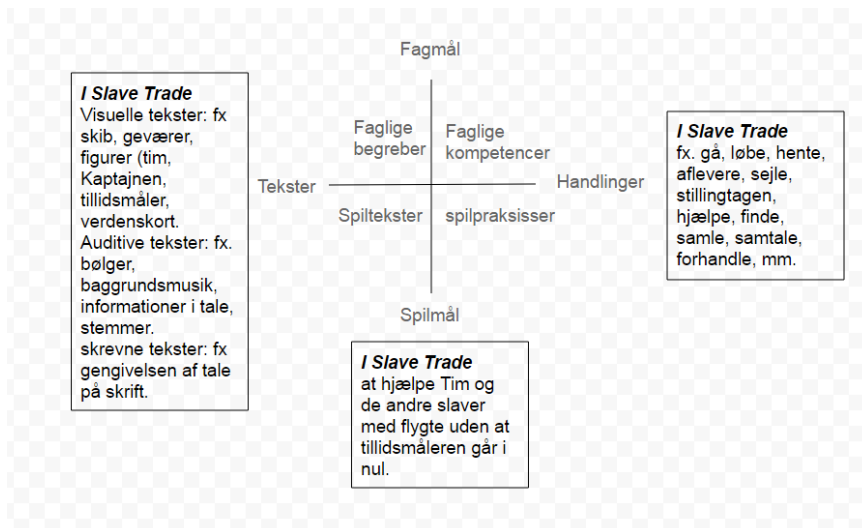 Fagmål
I Slave Trade
Visuelle tekster: fx
skib, geværer,
figurer (tim,
Kaptajnen,
tillidsmåler,
verdenskort.
Auditive tekster: fx.
bølger,
baggrundsmusik,
informationer i tale,
stemmer.
skrevne tekster: fx
gengivelsen af tale
på skrift.
Faglige
begreber
Faglige
kompetencer
Tekster
Handlinger
Spiltekster
spilpraksisser
Spilmål
I Slave Trade
fx. gå, løbe, hente,
aflevere, sejle,
stillingtagen,
hjælpe, finde,
samle, samtale,
forhandle, mm.
I Slave Trade
at hjælpe Tim og
de andre slaver
med flygte uden at
tillidsmåleren går i
nul.